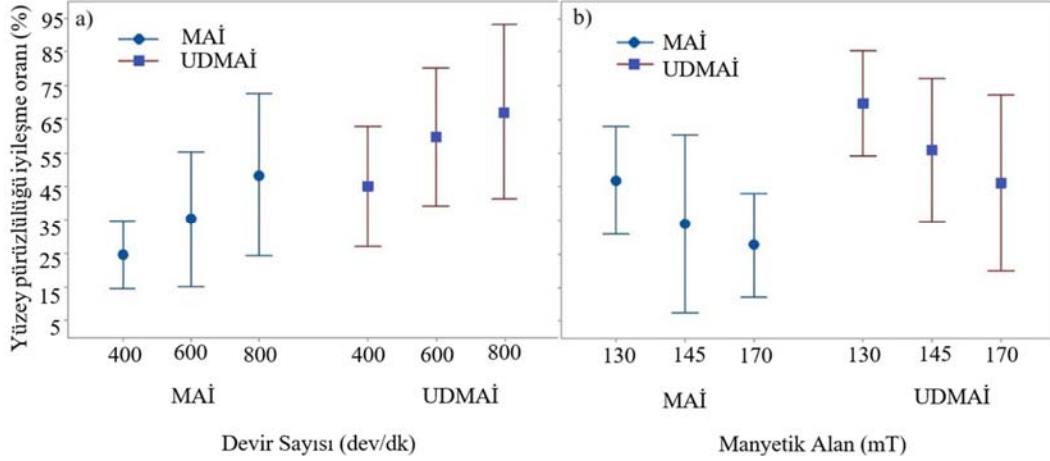 Yüzey pürüzlülüğü iyileşme oranı (%)
95
85
75
65
55
45
35
25
15
5
a)
MAİ
UDMAİ
400 600 800 400 600 800
MAİ UDMAİ
Devir Sayısı (dev/dk)
b)
MAİ
UDMAİ
130 145 170 130 145 170
MAİ UDMAİ
Manyetik Alan (mT)